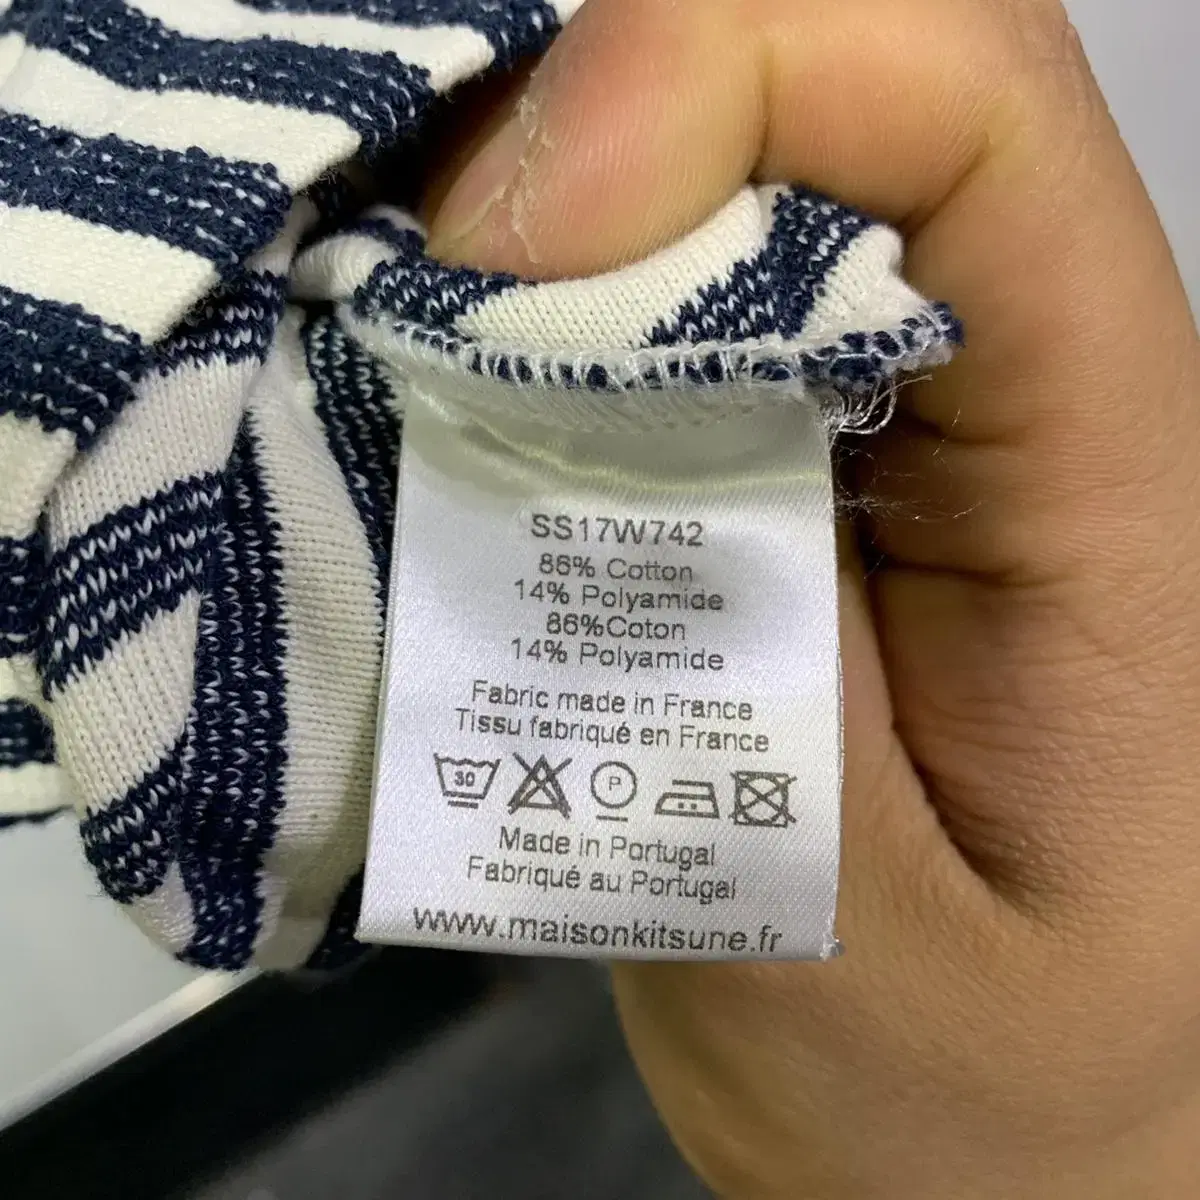 SS17W742
86% Cotton
14% Polyamide
86%Coton
14% Polyamide
Fabric made in France
Tissu fabriqué en France
30 P
Made in Portugal
Fabriqué au Portugal
www.maisonkitsune.fr